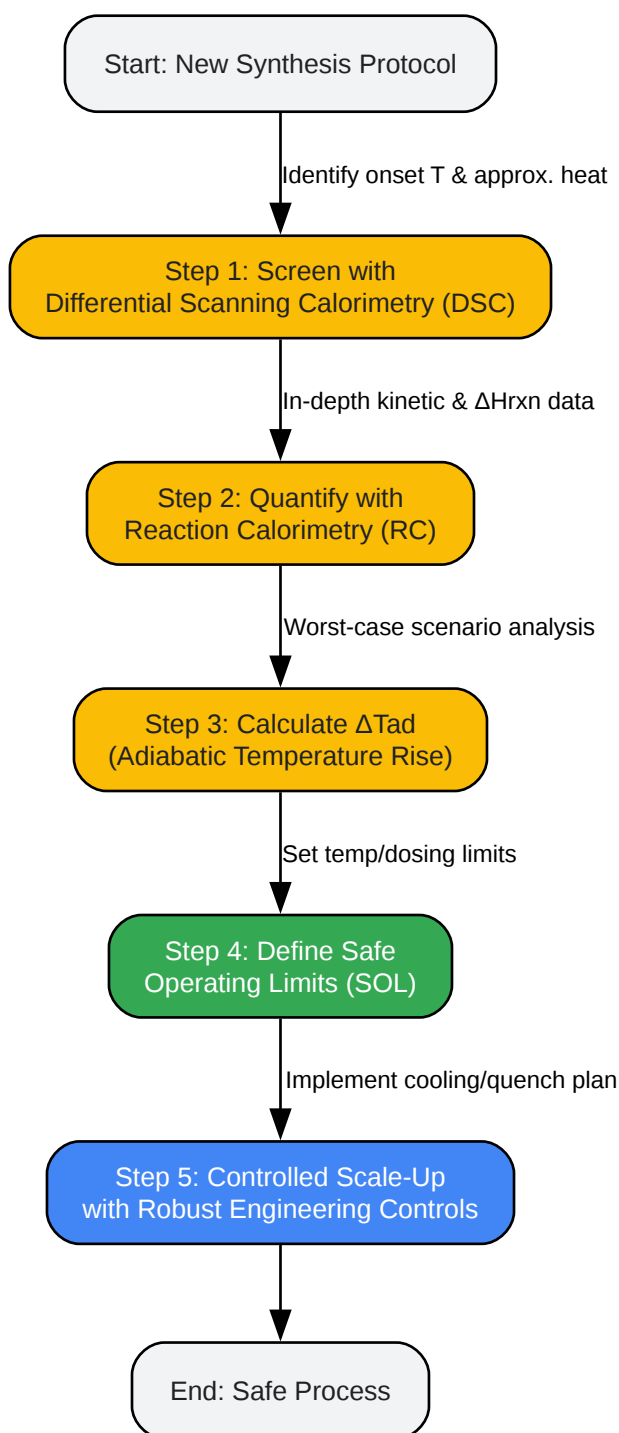 Start: New Synthesis Protocol
Identify onset T & approx. heat
Step 1: Screen with
Differential Scanning Calorimetry (DSC)
In-depth kinetic & ΔHrxn data
Step 2: Quantify with
Reaction Calorimetry (RC)
Worst-case scenario analysis
Step 3: Calculate ΔTad
(Adiabatic Temperature Rise)
Set temp/dosing limits
Step 4: Define Safe
Operating Limits (SOL)
Implement cooling/quench plan
Step 5: Controlled Scale-Up
with Robust Engineering Controls
End: Safe Process